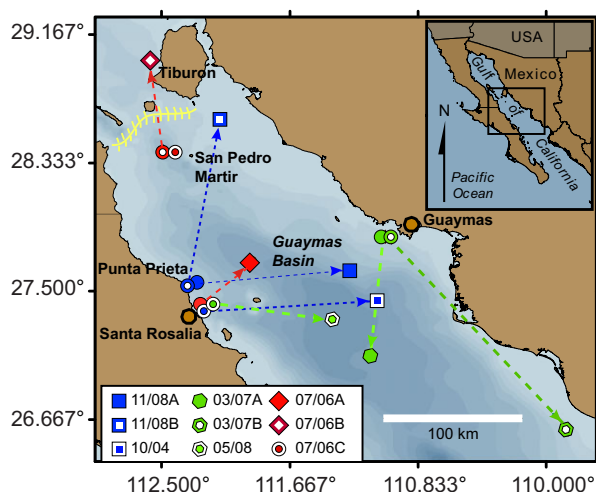 29.167°
28.333°
27.500°
26.667°
112.500°
111.667°
110.833°
110.000°
Tiburon
San Pedro
Martir
Guaymas
Guaymas
Basin
Punta Prieta
Santa Rosalia
USA
Mexico
Gulf
of
California
N
Pacific
Ocean
11/08A
03/07A
07/06A
11/08B
03/07B
07/06B
10/04
05/08
07/06C
100 km